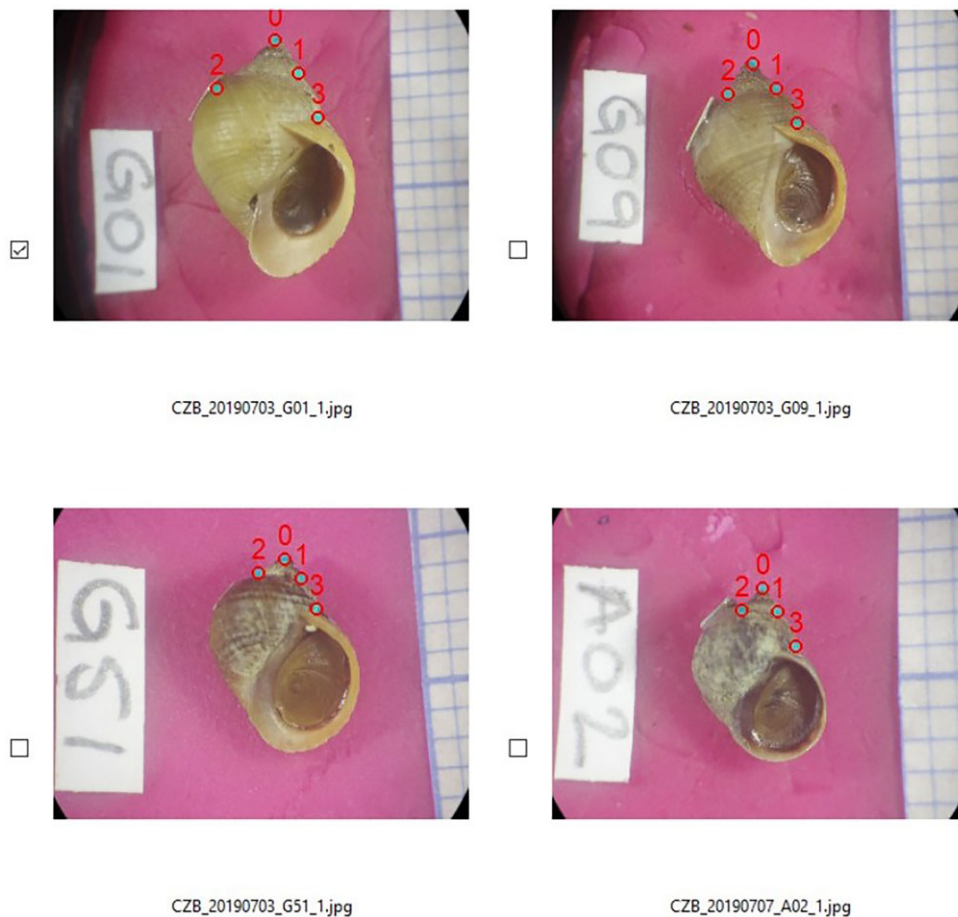 0
1
2
3
G01
CZB_20190703_G01_1.jpg
0
1
2
3
G09
CZB_20190703_G09_1.jpg
0
2
1
3
G51
CZB_20190703_G51_1.jpg
0
2
1
3
A02
CZB_20190707_A02_1.jpg